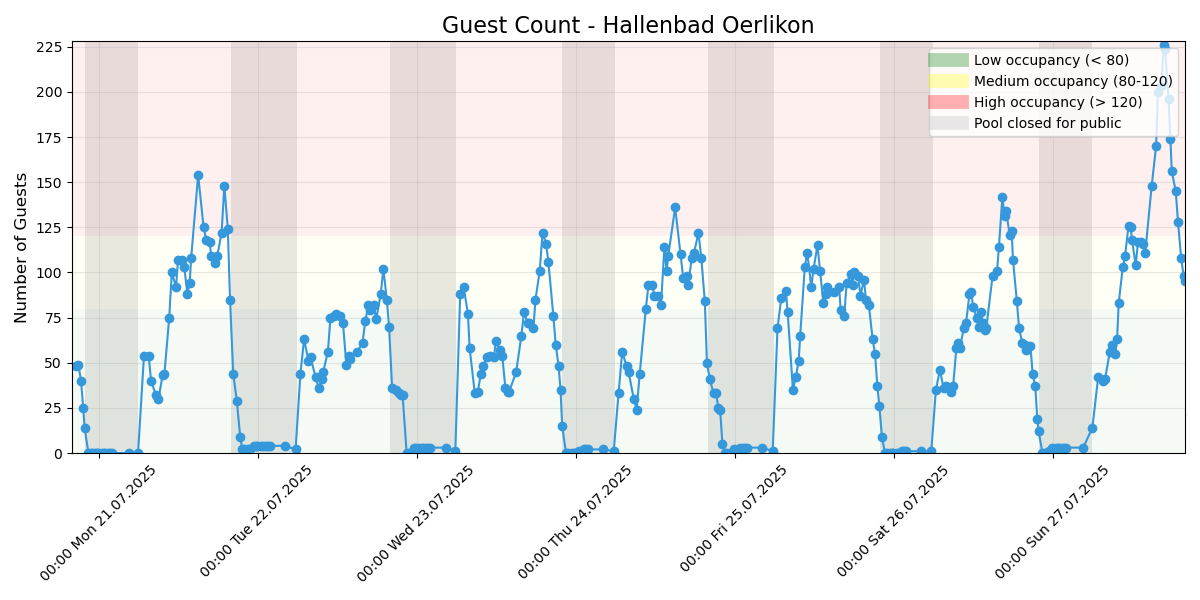 Guest Count - Hallenbad Oerlikon
Number of Guests
225
200
175
150
125
100
75
50
25
0
Low occupancy (< 80)
Medium occupancy (80-120)
High occupancy (> 120)
Pool closed for public
00:00 Mon 21.07.2025
00:00 Tue 22.07.2025
00:00 Wed 23.07.2025
00:00 Thu 24.07.2025
00:00 Fri 25.07.2025
00:00 Sat 26.07.2025
00:00 Sun 27.07.2025